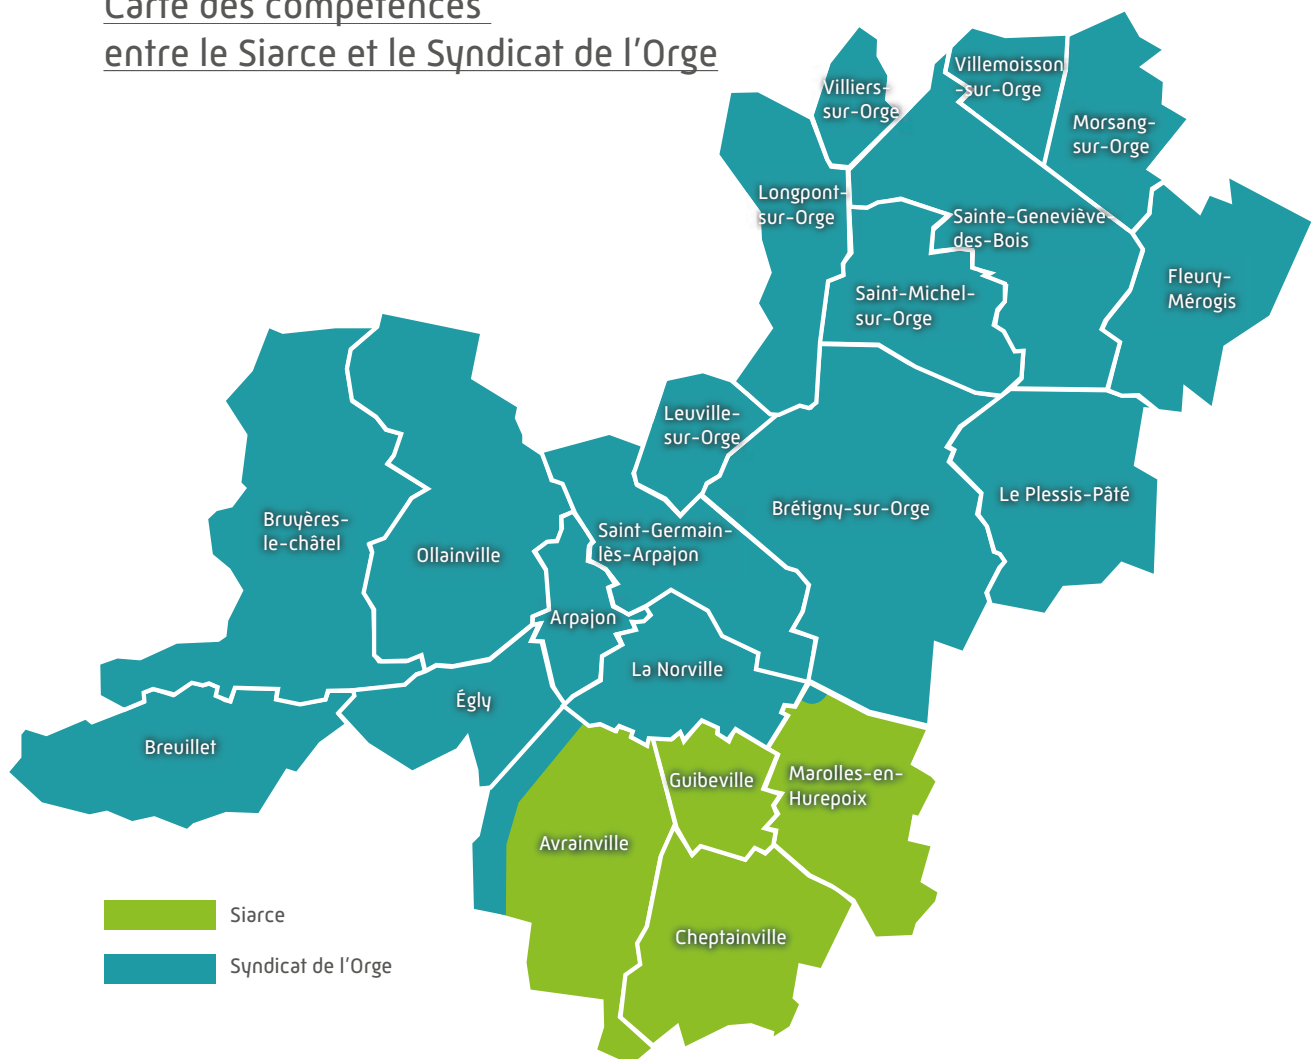 Carte des compétences
entre le Siarce et le Syndicat de l'Orge
Villiers-
sur-Orge
Villemoisson
-sur-Orge
Morsang-
sur-Orge
Longpont-
sur-Orge
Sainte-Geneviève-
des-Bois
Fleury-
Mérogis
Saint-Michel-
sur-Orge
Leuville-
sur-Orge
Le Plessis-Pâté
Brétigny-sur-Orge
Bruyères-
le-châtel
Ollainville
Saint-Germain-
lès-Arpajon
Arpajon
La Norville
Égly
Breuillet
Guibeville
Marolles-en-
Hurepoix
Avrainville
Cheptainville
Siarce
Syndicat de l'Orge